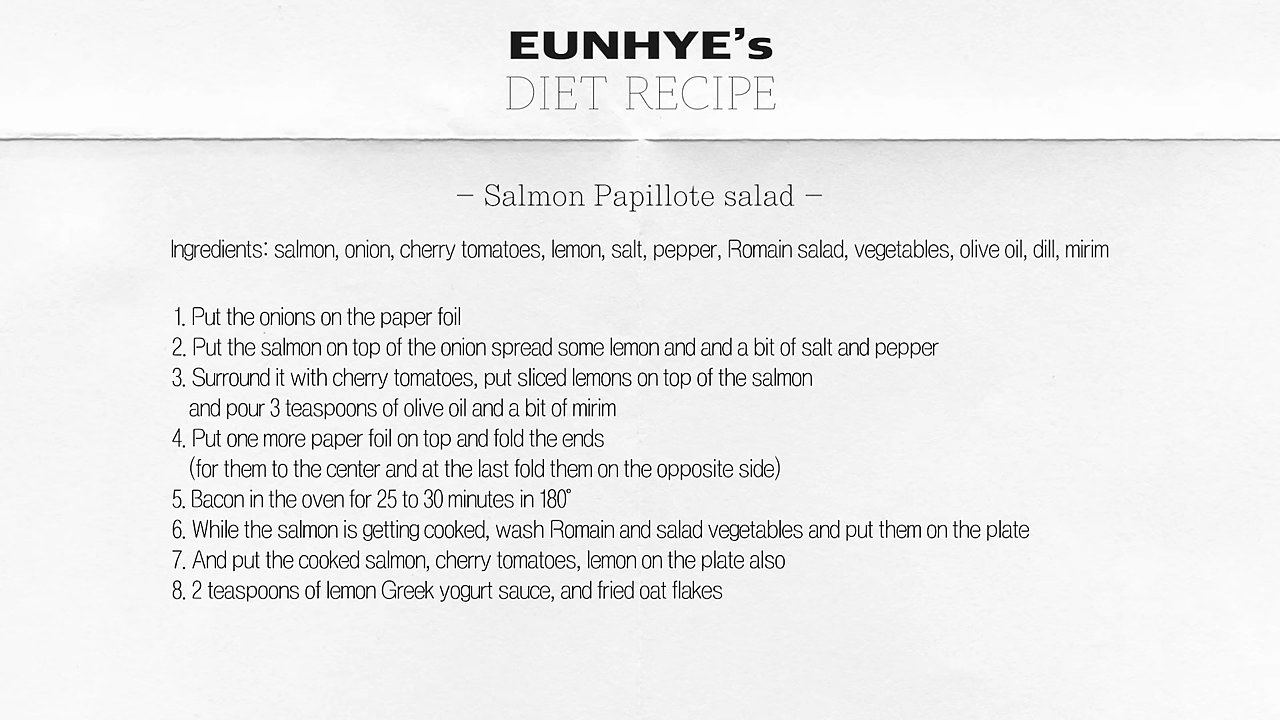 EUNHYE's
DIET RECIPE
– Salmon Papillote salad –
Ingredients: salmon, onion, cherry tomatoes, lemon, salt, pepper, Romain salad, vegetables, olive oil, dill, mirim
1. Put the onions on the paper foil
2. Put the salmon on top of the onion spread some lemon and and a bit of salt and pepper
3. Surround it with cherry tomatoes, put sliced lemons on top of the salmon
and pour 3 teaspoons of olive oil and a bit of mirim
4. Put one more paper foil on top and fold the ends
(for them to the center and at the last fold them on the opposite side)
5. Bacon in the oven for 25 to 30 minutes in 180°
6. While the salmon is getting cooked, wash Romain and salad vegetables and put them on the plate
7. And put the cooked salmon, cherry tomatoes, lemon on the plate also
8. 2 teaspoons of lemon Greek yogurt sauce, and fried oat flakes